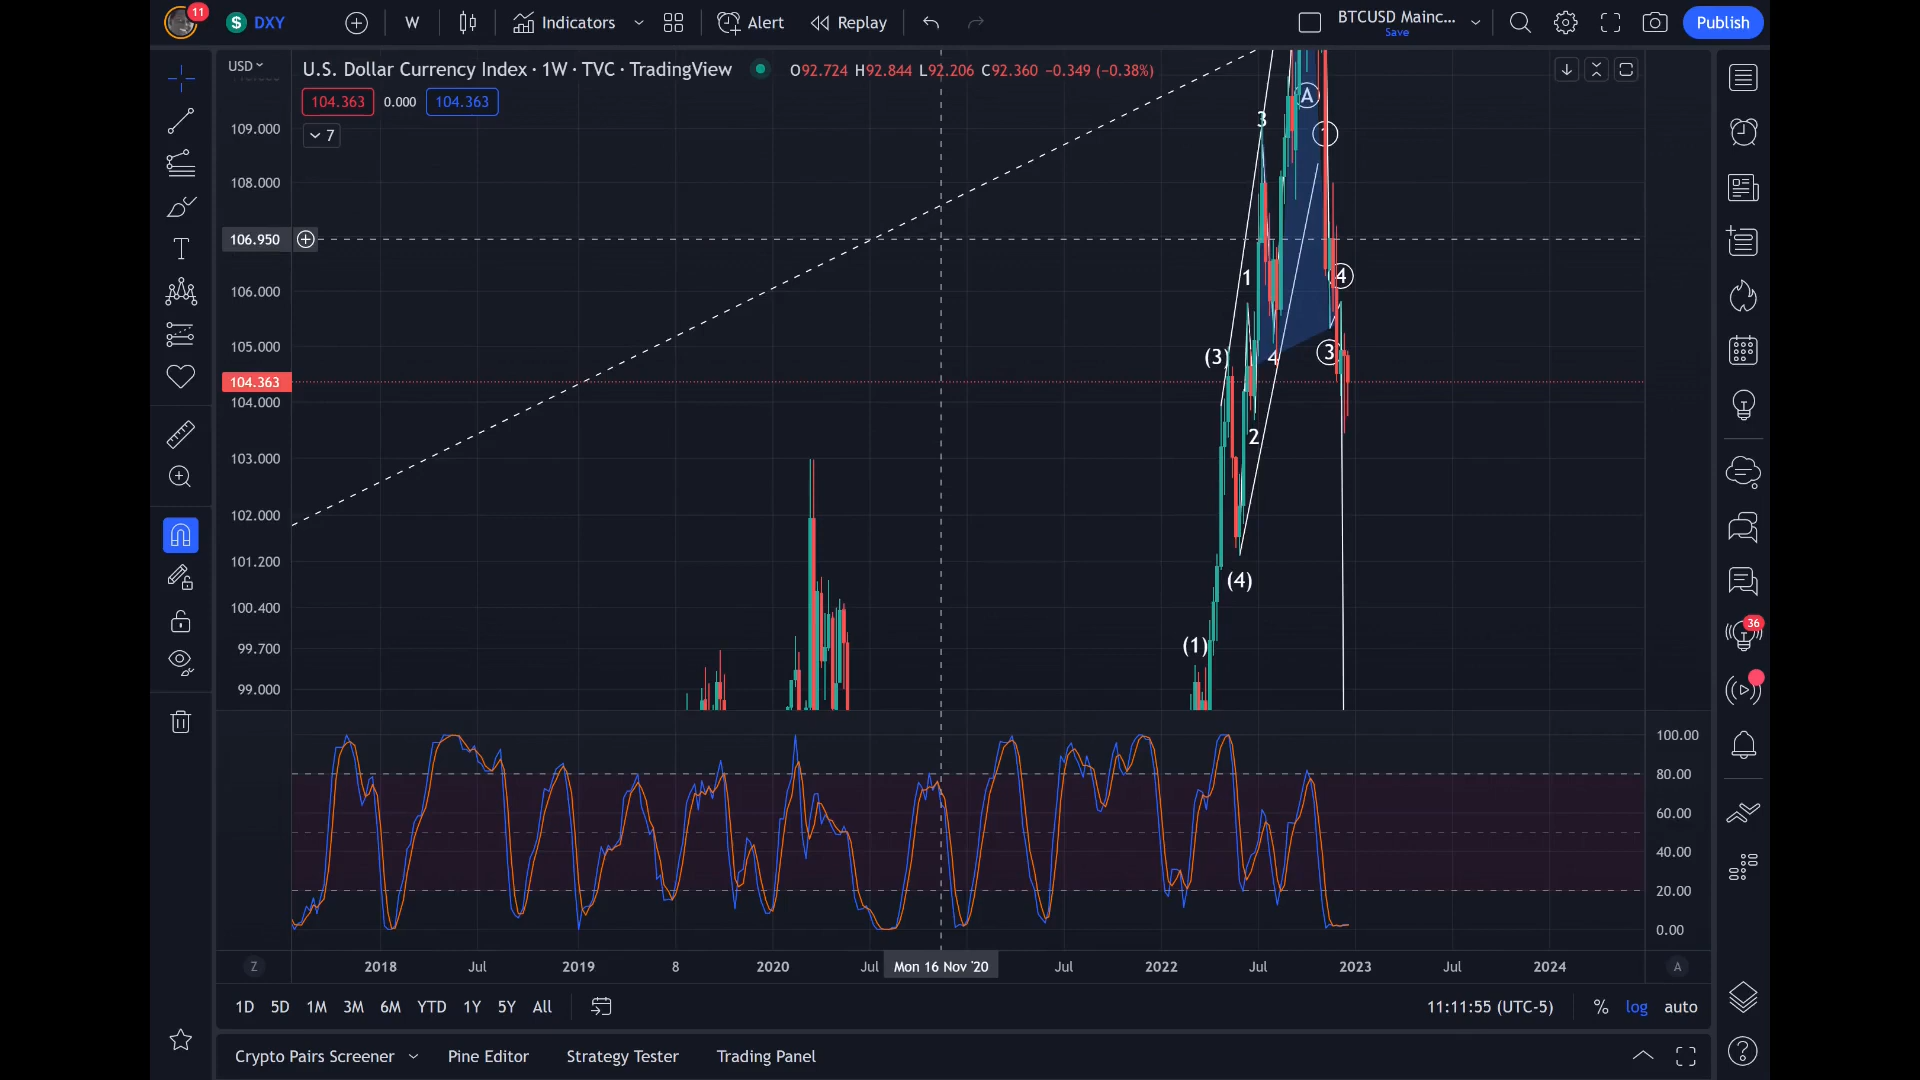 11
$ DXY
W
Indicators
Alert
Replay
BTCUSD Mainc...
Save
Publish
USD
U.S. Dollar Currency Index · 1W · TVC · TradingView
O92.724 H92.844 L92.206 C92.360 −0.349 (−0.38%)
104.363 0.000 104.363
7
109.000
108.000
106.950
106.000
105.000
104.363
104.000
103.000
102.000
101.200
100.400
99.700
99.000
A
3
1
4
(3)
4
3
2
(4)
(1)
100.00
80.00
60.00
40.00
20.00
0.00
Z
2018
Jul
2019
8
2020
Jul
Mon 16 Nov '20
Jul
2022
Jul
2023
Jul
2024
A
1D 5D 1M 3M 6M YTD 1Y 5Y All
11:11:55 (UTC-5)
% log auto
Crypto Pairs Screener
Pine Editor
Strategy Tester
Trading Panel
T
36